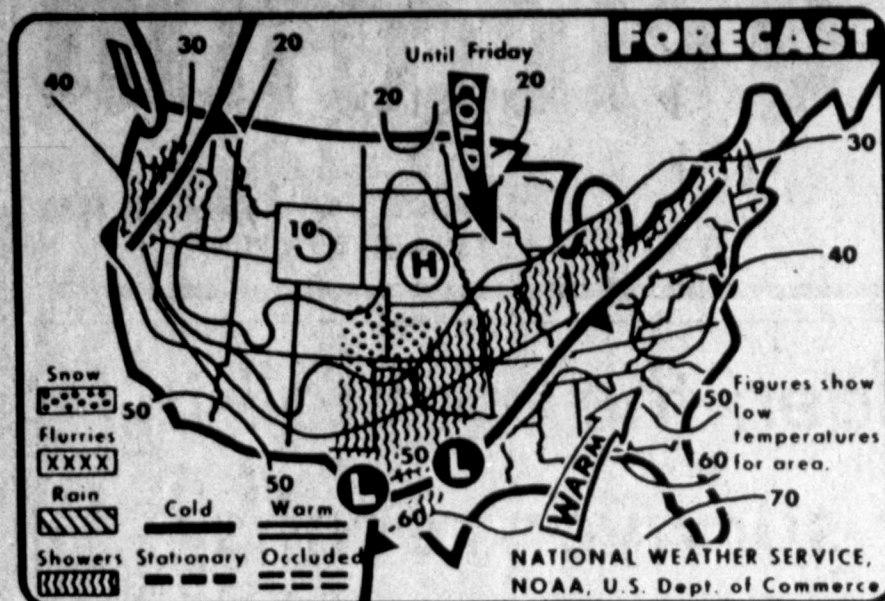 FORECAST
Until Friday
30
20
40
20
20
COLD
30
10
H
40
Snow
50
50
Figures show
low
temperatures
for area.
Flurries
XXXX
50
50
60
L
L
70
Rain
Cold
Warm
60
WARM
Showers
Stationary
Occluded
NATIONAL WEATHER SERVICE,
NOAA, U.S. Dept. of Commerce